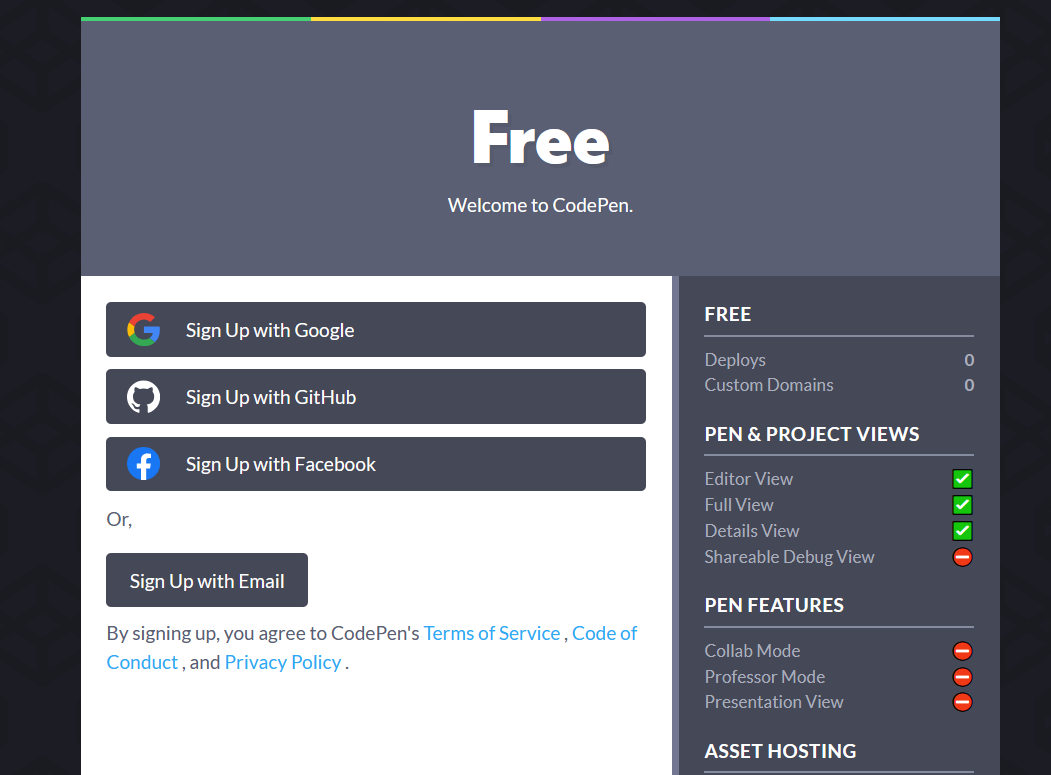 Free
Welcome to CodePen.
Sign Up with Google
Sign Up with GitHub
Sign Up with Facebook
Or,
Sign Up with Email
By signing up, you agree to CodePen's Terms of Service , Code of
Conduct , and Privacy Policy .
FREE
Deploys 0
Custom Domains 0
PEN & PROJECT VIEWS
Editor View
Full View
Details View
Shareable Debug View
PEN FEATURES
Collab Mode
Professor Mode
Presentation View
ASSET HOSTING